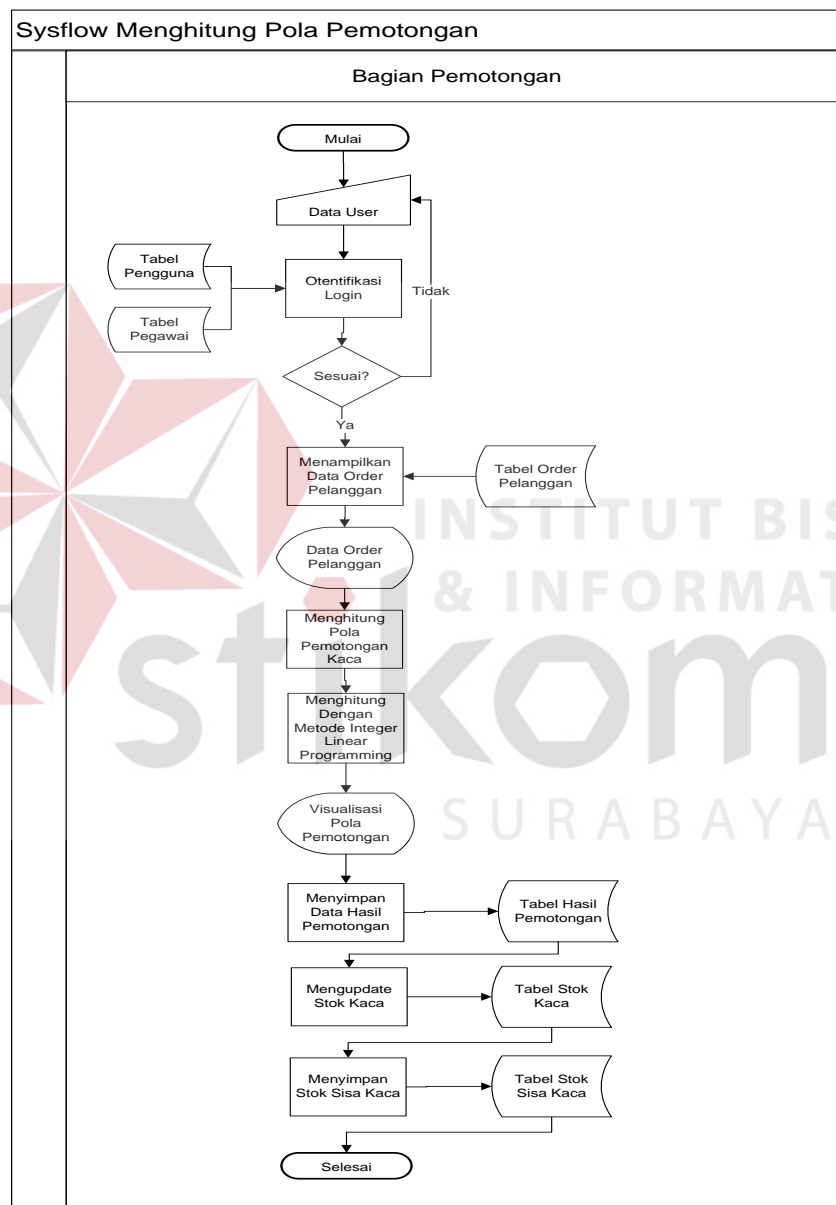 Sysflow Menghitung Pola Pemotongan
Bagian Pemotongan
Mulai
Data User
Tabel
Pengguna
Otentifikasi
Login
Tidak
Tabel
Pegawai
Sesuai?
Ya
Menampilkan
Data Order
Pelanggan
Tabel Order
Pelanggan
INSTITUT BIS
Data Order
Pelanggan
& INFORMAT
Menghitung
Pola
Pemotongan
Kaca
stikom
Menghitung
Dengan
Metode Integer
Linear
Programming
Visualisasi
Pola
Pemotongan
SURABAYA
Menyimpan
Data Hasil
Pemotongan
Tabel Hasil
Pemotongan
Mengupdate
Stok Kaca
Tabel Stok
Kaca
Menyimpan
Stok Sisa Kaca
Tabel Stok
Sisa Kaca
Selesai